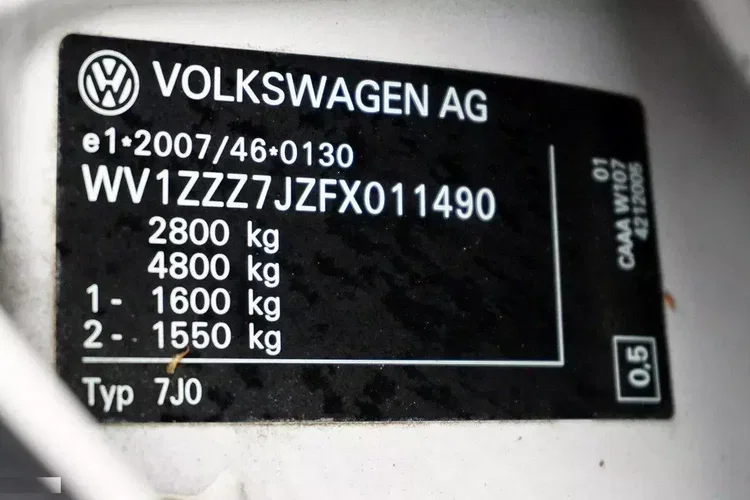 VOLKSWAGEN AG
e1*2007/46*0130
WV1ZZZ7JZFX011490
2800 kg
4800 kg
1- 1600 kg
2- 1550 kg
Typ 7J0
01
CAAA W107
4212005
0.5